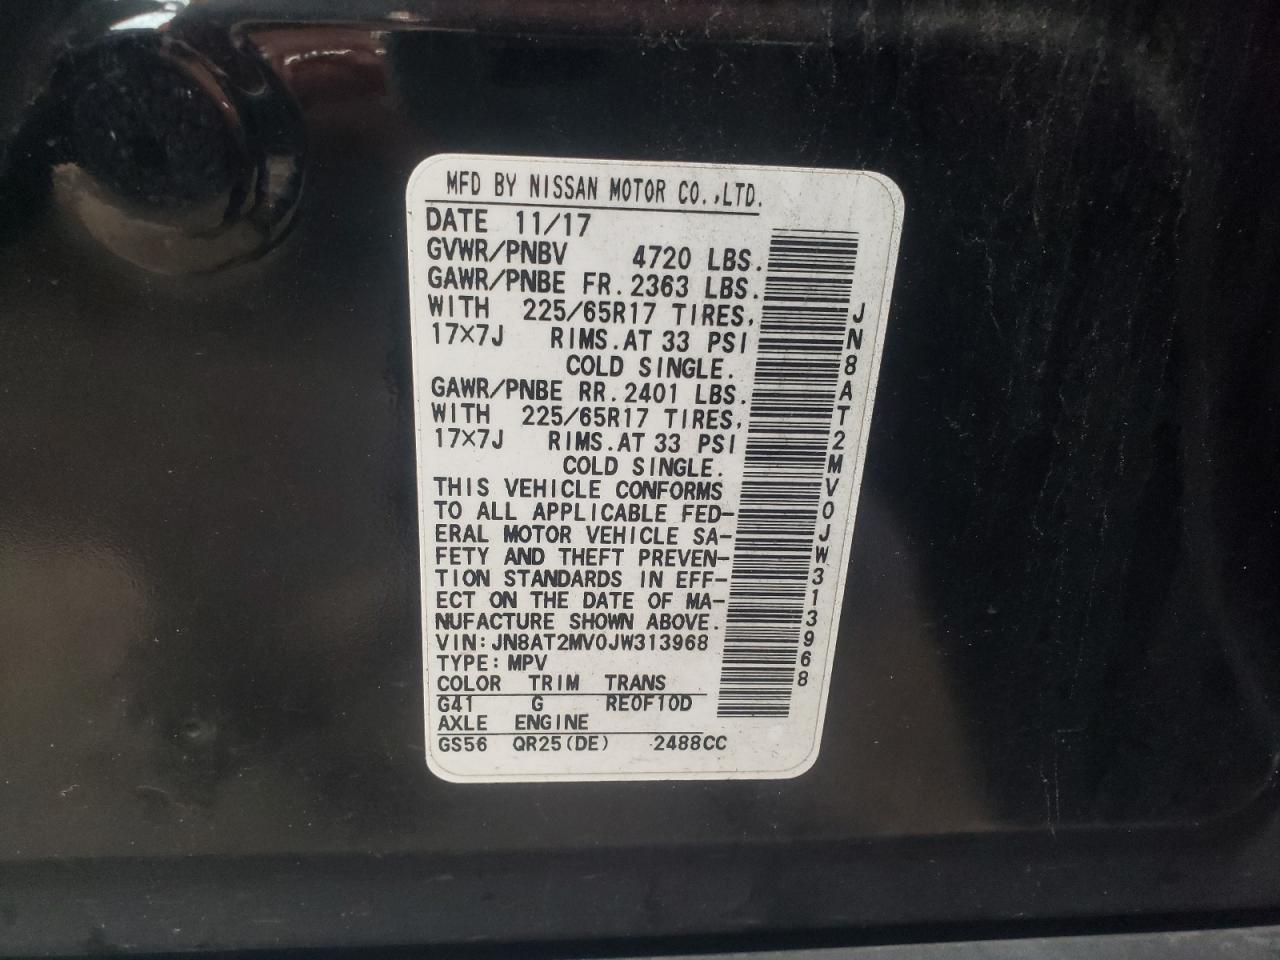 MFD BY NISSAN MOTOR CO.,LTD.
DATE 11/17
GVWR/PNBV 4720 LBS.
GAWR/PNBE FR. 2363 LBS.
WITH 225/65R17 TIRES,
17×7J RIMS.AT 33 PSI
COLD SINGLE.
GAWR/PNBE RR. 2401 LBS.
WITH 225/65R17 TIRES,
17×7J RIMS.AT 33 PSI
COLD SINGLE.
THIS VEHICLE CONFORMS
TO ALL APPLICABLE FED-
ERAL MOTOR VEHICLE SA-
FETY AND THEFT PREVEN-
TION STANDARDS IN EFF-
ECT ON THE DATE OF MA-
NUFACTURE SHOWN ABOVE.
VIN:JN8AT2MV0JW313968
TYPE:MPV
COLOR TRIM TRANS
G41 G RE0F10D
AXLE ENGINE
GS56 QR25(DE) 2488CC
JN8AT2MV0JW313968